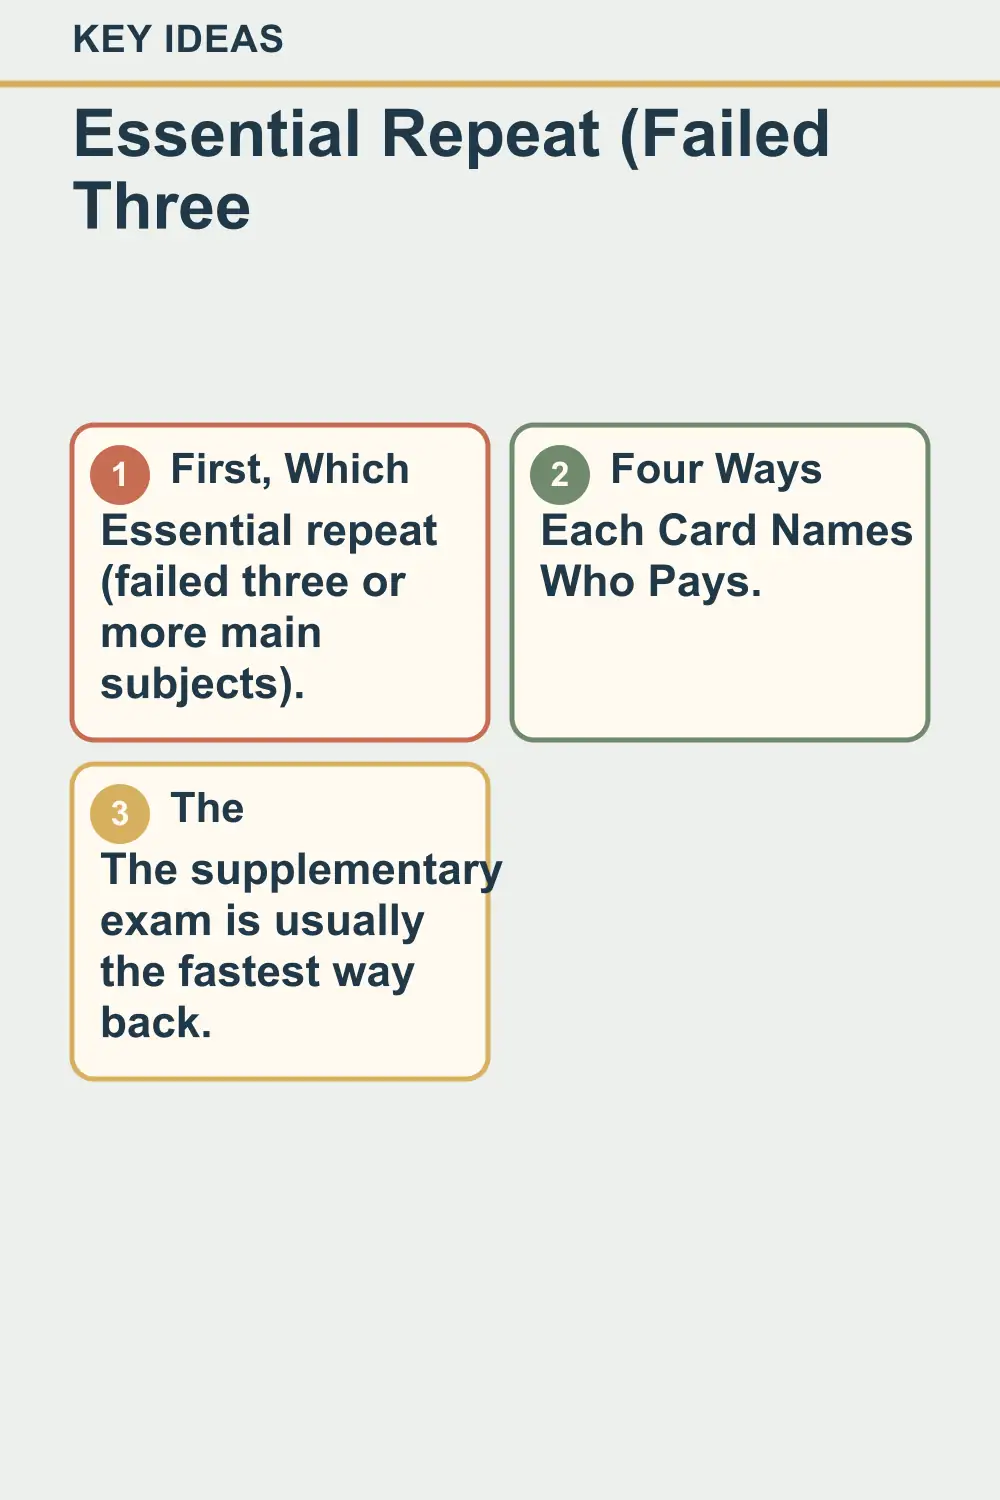 KEY IDEAS
Essential Repeat (Failed
Three
1 First, Which
Essential repeat
(failed three or
more main
subjects).
2 Four Ways
Each Card Names
Who Pays.
3 The
The supplementary
exam is usually
the fastest way
back.